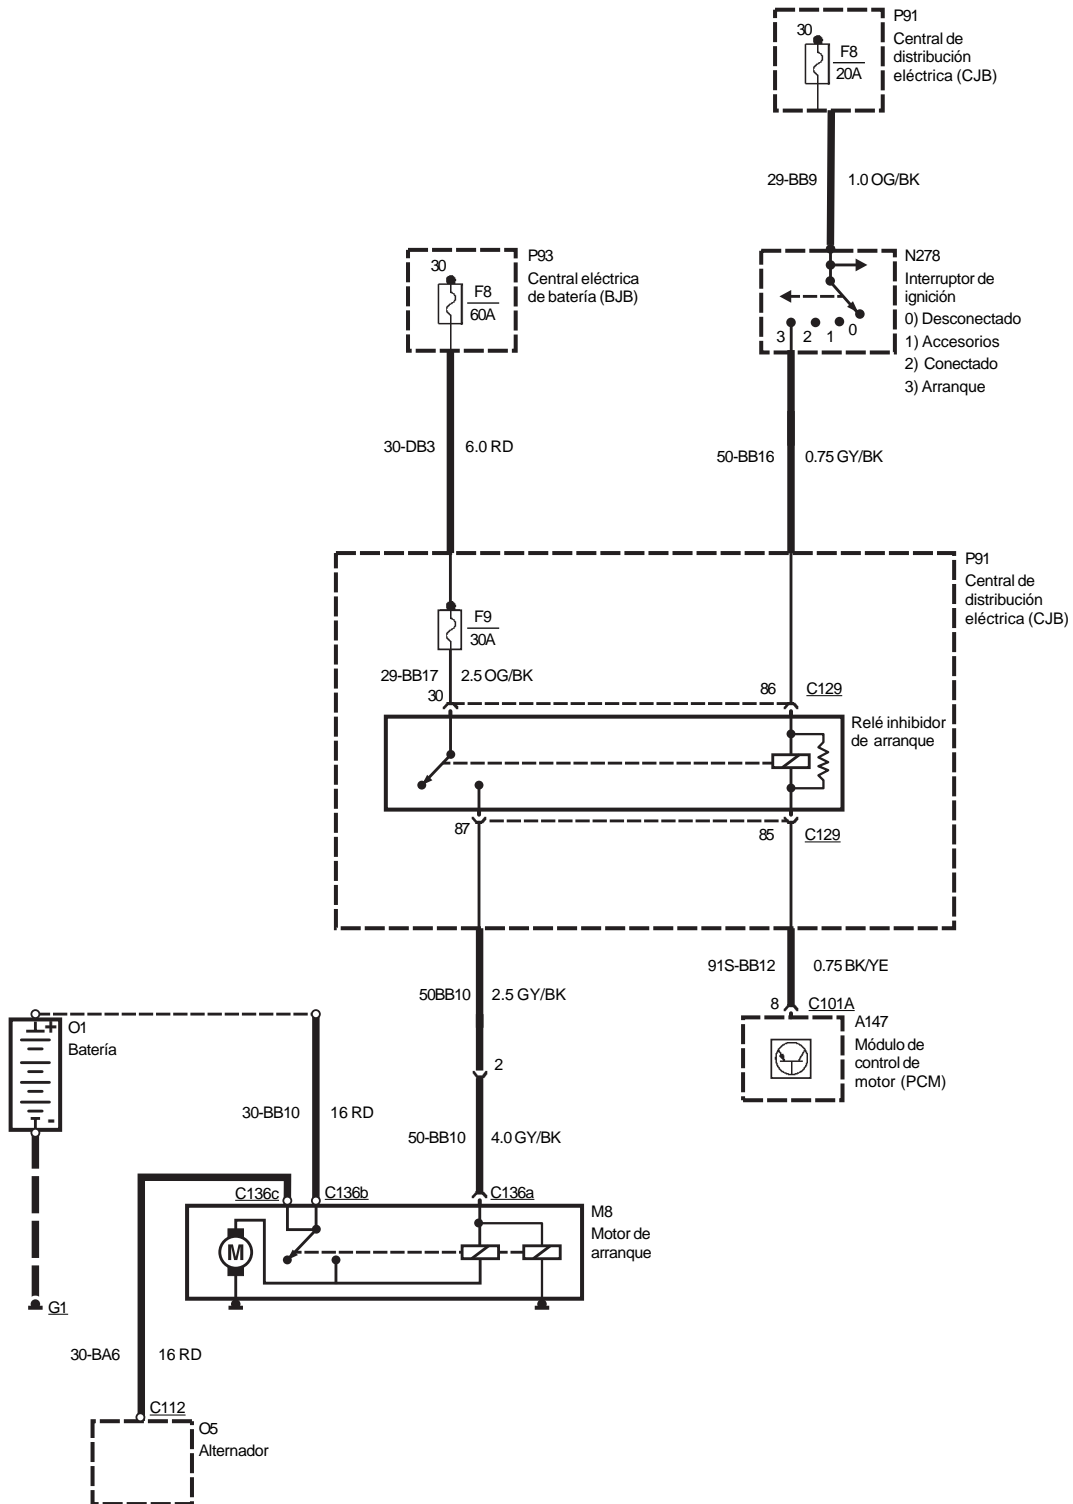 P91
Central de
distribución
eléctrica (CJB)
30
F8
20A
29-BB9 1.0 OG/BK
P93
Central eléctrica
de batería (BJB)
30
F8
60A
N278
Interruptor de
ignición
0) Desconectado
1) Accesorios
2) Conectado
3) Arranque
3 2 1 0
30-DB3 6.0 RD
50-BB16 0.75 GY/BK
P91
Central de
distribución
eléctrica (CJB)
F9
30A
29-BB17 2.5 OG/BK
30
86 C129
Relé inhibidor
de arranque
87
85 C129
91S-BB12 0.75 BK/YE
50BB10 2.5 GY/BK
8 C101A
A147
Módulo de
control de
motor (PCM)
+
O1
Batería
-
2
30-BB10 16 RD
50-BB10 4.0 GY/BK
C136c C136b C136a
M8
Motor de
arranque
M
G1
30-BA6 16 RD
C112
O5
Alternador